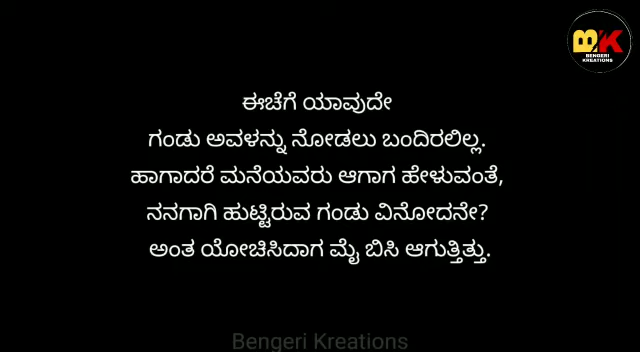 BK
BENGERI
KREATIONS
ಈಚೆಗೆ ಯಾವುದೇ
ಗಂಡು ಅವಳನ್ನು ನೋಡಲು ಬಂದಿರಲಿಲ್ಲ.
ಹಾಗಾದರೆ ಮನೆಯವರು ಆಗಾಗ ಹೇಳುವಂತೆ,
ನನಗಾಗಿ ಹುಟ್ಟಿರುವ ಗಂಡು ವಿನೋದನೇ?
ಅಂತ ಯೋಚಿಸಿದಾಗ ಮೈ ಬಿಸಿ ಆಗುತ್ತಿತ್ತು.
Bengeri Kreations